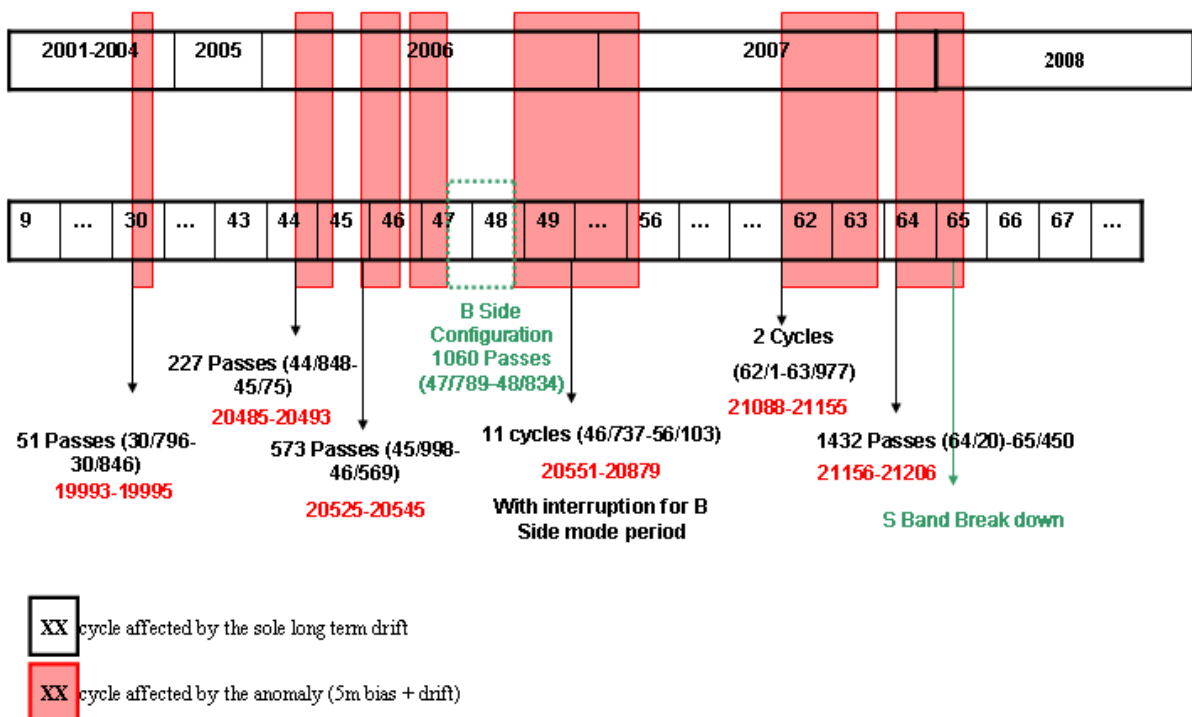 2001-2004 2005 2006 2007 2008
9 ... 30 ... 43 44 45 46 47 48 49 ... 56 ... ... 62 63 64 65 66 67 ...
B Side
Configuration
1060 Passes
(47/789-48/834)
227 Passes (44/848-
45/75)
20485-20493
2 Cycles
(62/1-63/977)
21088-21155
51 Passes (30/796-
30/846)
19993-19995
573 Passes (45/998-
46/569)
20525-20545
11 cycles (46/737-56/103)
20551-20879
With interruption for B
Side mode period
1432 Passes (64/20)-65/450
21156-21206
S Band Break down
XX cycle affected by the sole long term drift
XX cycle affected by the anomaly (5m bias + drift)